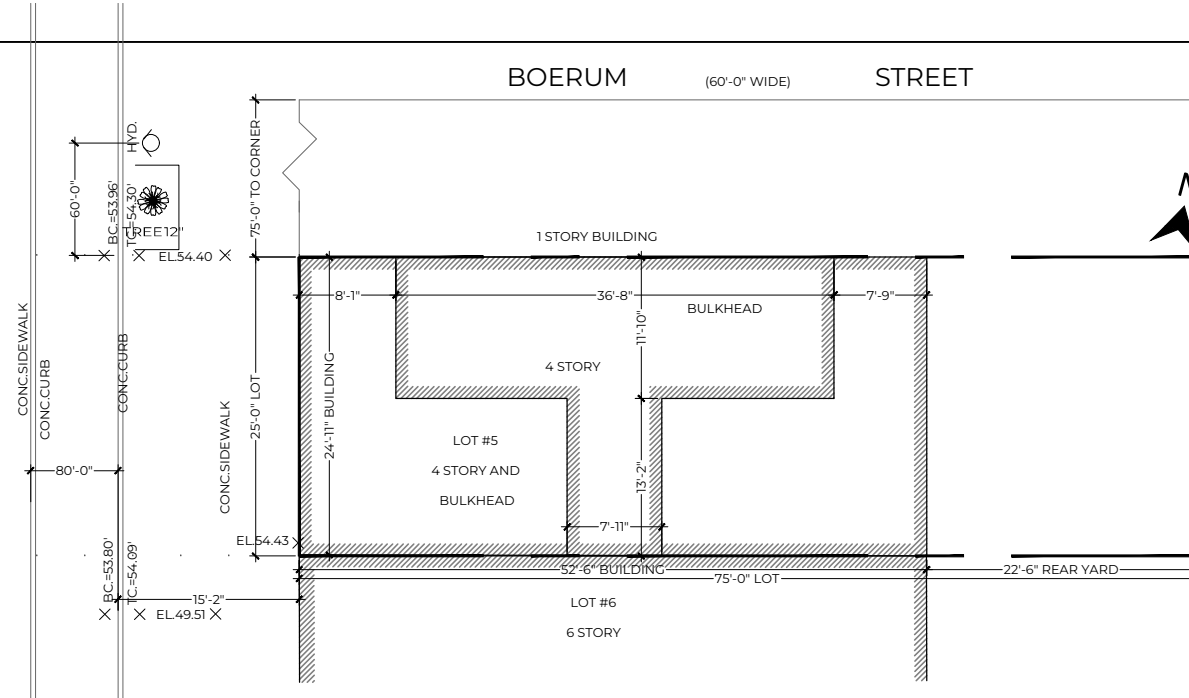 BOERUM (60'-0" WIDE) STREET
HYD.
75'-0" TO CORNER
60'-0"
BC.=53.96'
TC.=54.30'
TREE12"
EL.54.40
1 STORY BUILDING
8'-1"
36'-8"
7'-9"
BULKHEAD
11'-10"
4 STORY
CONC.SIDEWALK
CONC.CURB
CONC.CURB
CONC.SIDEWALK
25'-0" LOT
24'-11" BUILDING
LOT #5
4 STORY AND
BULKHEAD
13'-2"
80'-0"
7'-11"
EL.54.43
BC.=53.80'
TC.=54.09'
52'-6" BUILDING
75'-0" LOT
22'-6" REAR YARD
15'-2"
EL.49.51
LOT #6
6 STORY